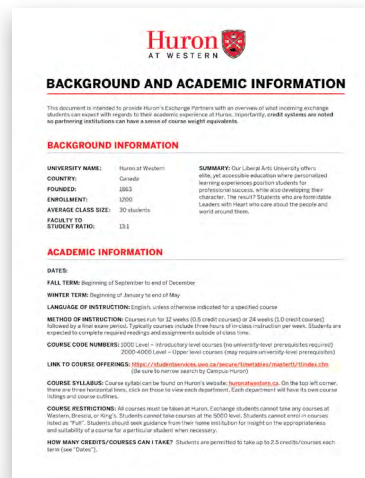 Huron
AT WESTERN
BACKGROUND AND ACADEMIC INFORMATION
This document is intended to provide Huron's Exchange Partners with an overview of what incoming exchange
students can expect with regards to their academic experience at Huron. Importantly, credit systems are noted
so partnering institutions can have a sense of course weight equivalents.
BACKGROUND INFORMATION
UNIVERSITY NAME: Huron at Western
COUNTRY: Canada
FOUNDED: 1863
ENROLLMENT: 1200
AVERAGE CLASS SIZE: 30 students
FACULTY TO
STUDENT RATIO: 13:1
SUMMARY: Our Liberal Arts University offers
elite, yet accessible education where personalized
learning experiences position students for
professional success, while also developing their
character. The result? Students who are formidable
Leaders with Heart who care about the people and
world around them.
ACADEMIC INFORMATION
DATES:
FALL TERM: Beginning of September to end of December
WINTER TERM: Beginning of January to end of May
LANGUAGE OF INSTRUCTION: English, unless otherwise indicated for a specified course
METHOD OF INSTRUCTION: Courses run for 12 weeks (0.5 credit courses) or 24 weeks (1.0 credit courses)
followed by a final exam period. Typically courses include three hours of in-class instruction per week. Students are
expected to complete required readings and assignments outside of class time.
COURSE CODE NUMBERS: 1000 Level – Introductory level courses (no university-level prerequisites required)
2000-4000 Level – Upper level courses (may require university-level prerequisites)
LINK TO COURSE OFFERINGS: https://studentservices.uwo.ca/secure/timetables/mastertt/ttindex.cfm
(Be sure to narrow search by Campus-Huron)
COURSE SYLLABUS: Course syllabi can be found on Huron's website: huronatwestern.ca. On the top left corner,
there are three horizontal lines, click on those to view each department. Each department will have its own course
listings and course outlines.
COURSE RESTRICTIONS: All courses must be taken at Huron. Exchange students cannot take any courses at
Western, Brescia, or King's. Students cannot take courses at the 5000 level. Students cannot enrol in courses
listed as "Full". Students should seek guidance from their home institution for insight on the appropriateness
and suitability of a course for a particular student when necessary.
HOW MANY CREDITS/COURSES CAN I TAKE? Students are permitted to take up to 2.5 credits/courses each
term (see "Dates").